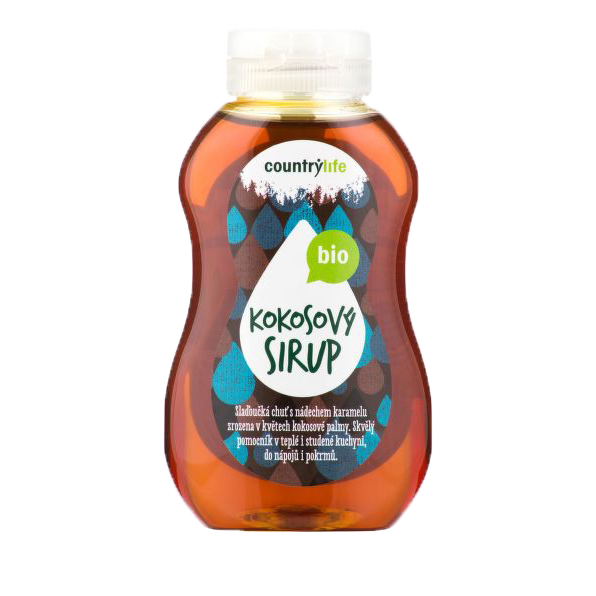 countrylife
bio
KOKOSOVÝ
SIRUP
Slaďoučká chuť s nádechem karamelu
zrozena v květech kokosové palmy. Skvělý
pomocník v teplé i studené kuchyni,
do nápojů i pokrmů.